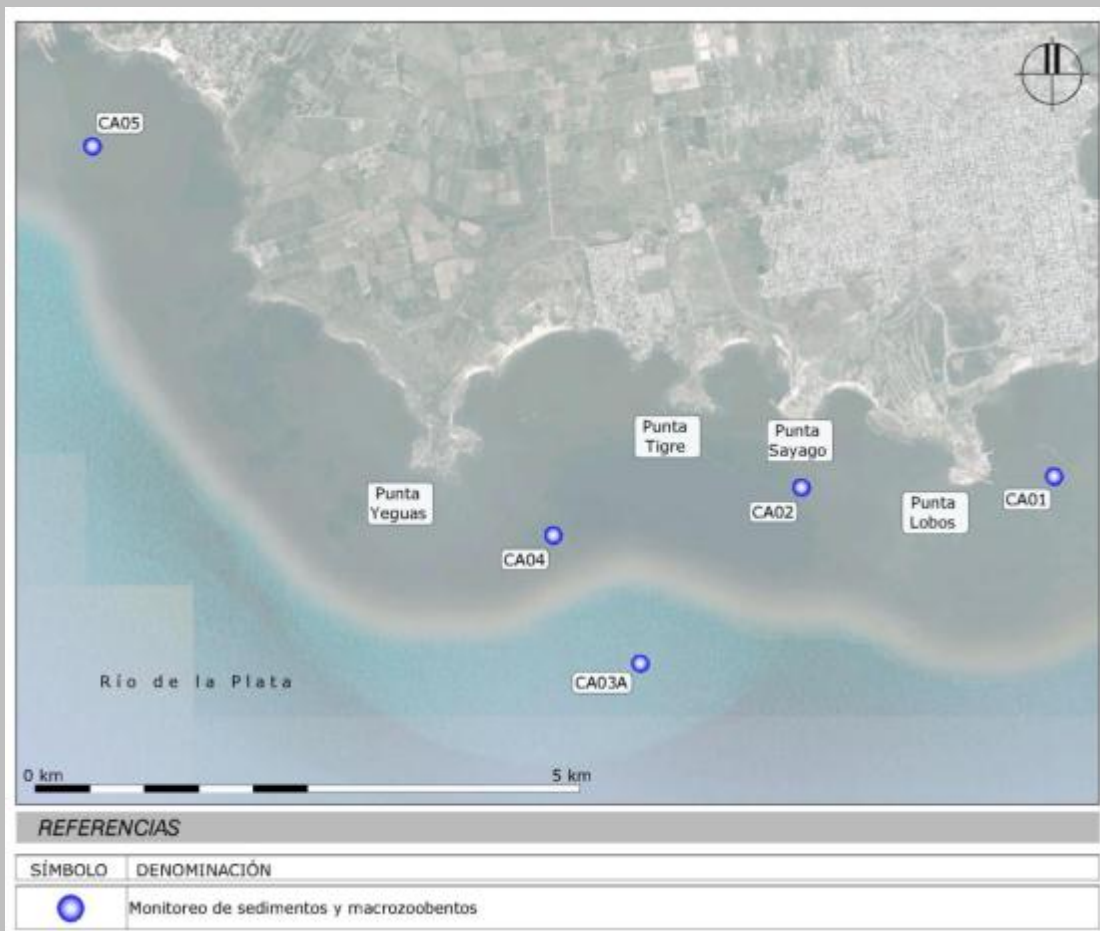 CA05
Punta
Tigre
Punta
Sayago
Punta
Yeguas
CA02
Punta
Lobos
CA01
CA04
CA03A
Río de la Plata
0 km
5 km
REFERENCIAS
SÍMBOLO DENOMINACIÓN
Monitoreo de sedimentos y macrozoobentos